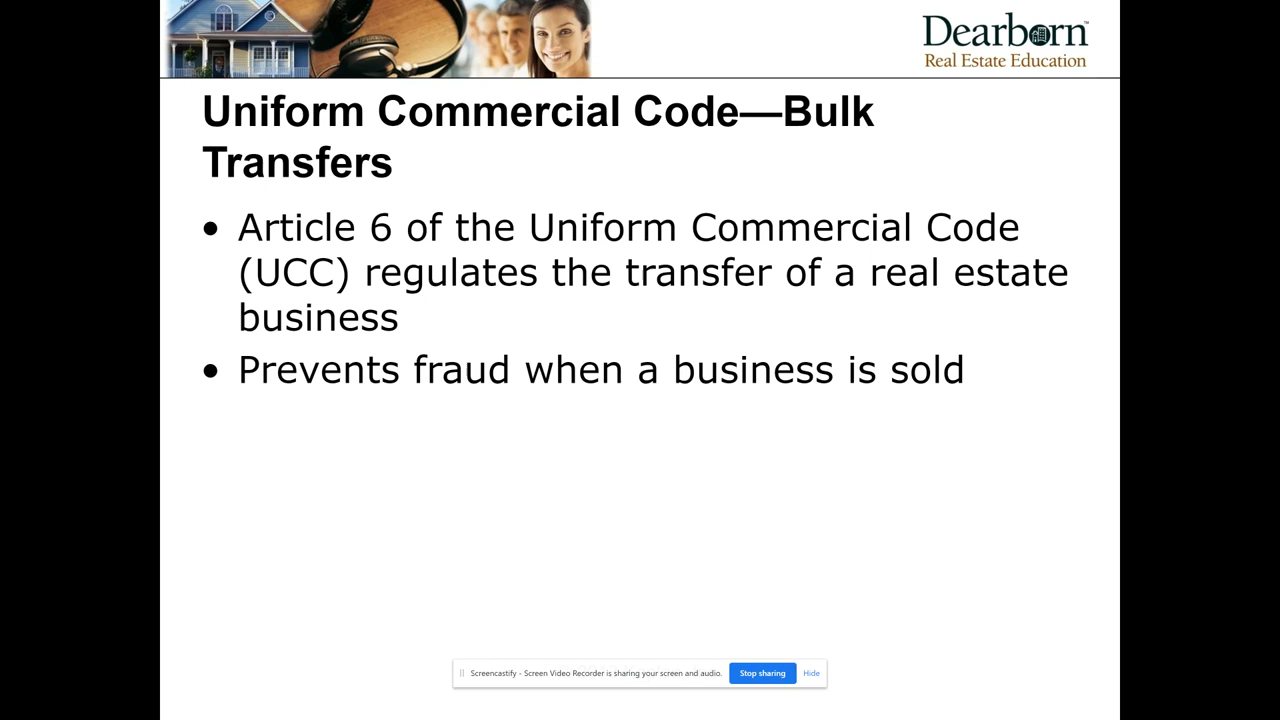 Dearborn™
Real Estate Education
Uniform Commercial Code—Bulk
Transfers
• Article 6 of the Uniform Commercial Code
(UCC) regulates the transfer of a real estate
business
• Prevents fraud when a business is sold
Screencastify - Screen Video Recorder is sharing your screen and audio. Stop sharing Hide